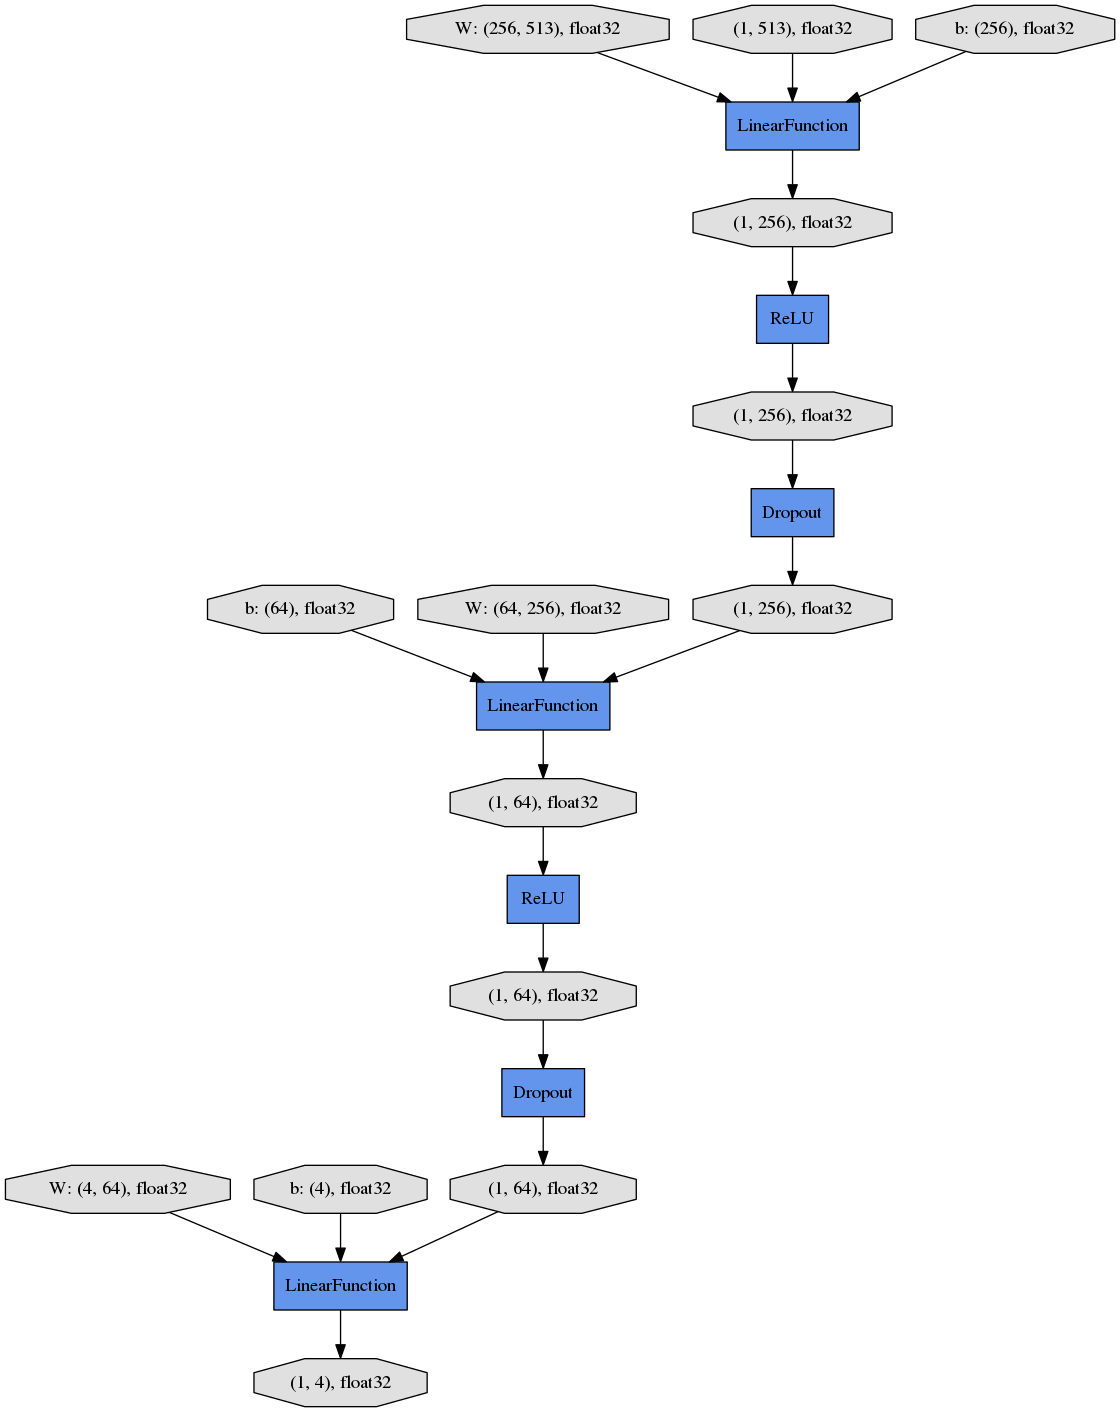 W: (256, 513), float32
(1, 513), float32
b: (256), float32
LinearFunction
(1, 256), float32
ReLU
(1, 256), float32
Dropout
b: (64), float32
W: (64, 256), float32
(1, 256), float32
LinearFunction
(1, 64), float32
ReLU
(1, 64), float32
Dropout
W: (4, 64), float32
b: (4), float32
(1, 64), float32
LinearFunction
(1, 4), float32